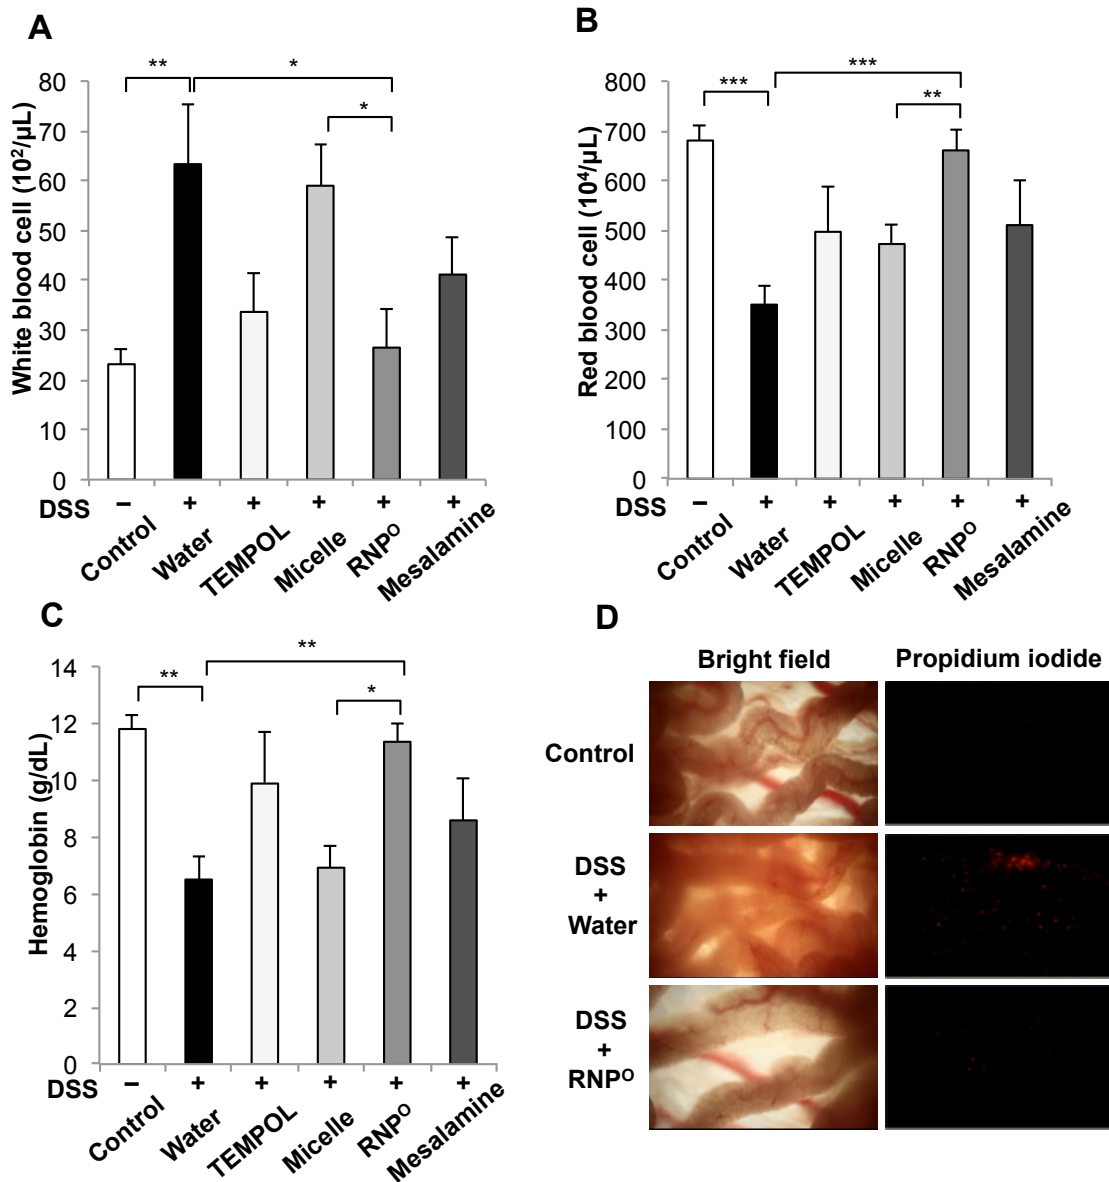 A
**
*
*
White blood cell (10²/μL)
80
70
60
50
40
30
20
10
0
DSS – + + + + +
Control
Water
TEMPOL
Micelle
RNPᴼ
Mesalamine
B
***
***
**
Red blood cell (10⁴/μL)
800
700
600
500
400
300
200
100
0
DSS – + + + + +
Control
Water
TEMPOL
Micelle
RNPᴼ
Mesalamine
C
**
**
*
Hemoglobin (g/dL)
14
12
10
8
6
4
2
0
DSS – + + + + +
Control
Water
TEMPOL
Micelle
RNPᴼ
Mesalamine
D
Bright field Propidium iodide
Control
DSS
+
Water
DSS
+
RNPᴼ